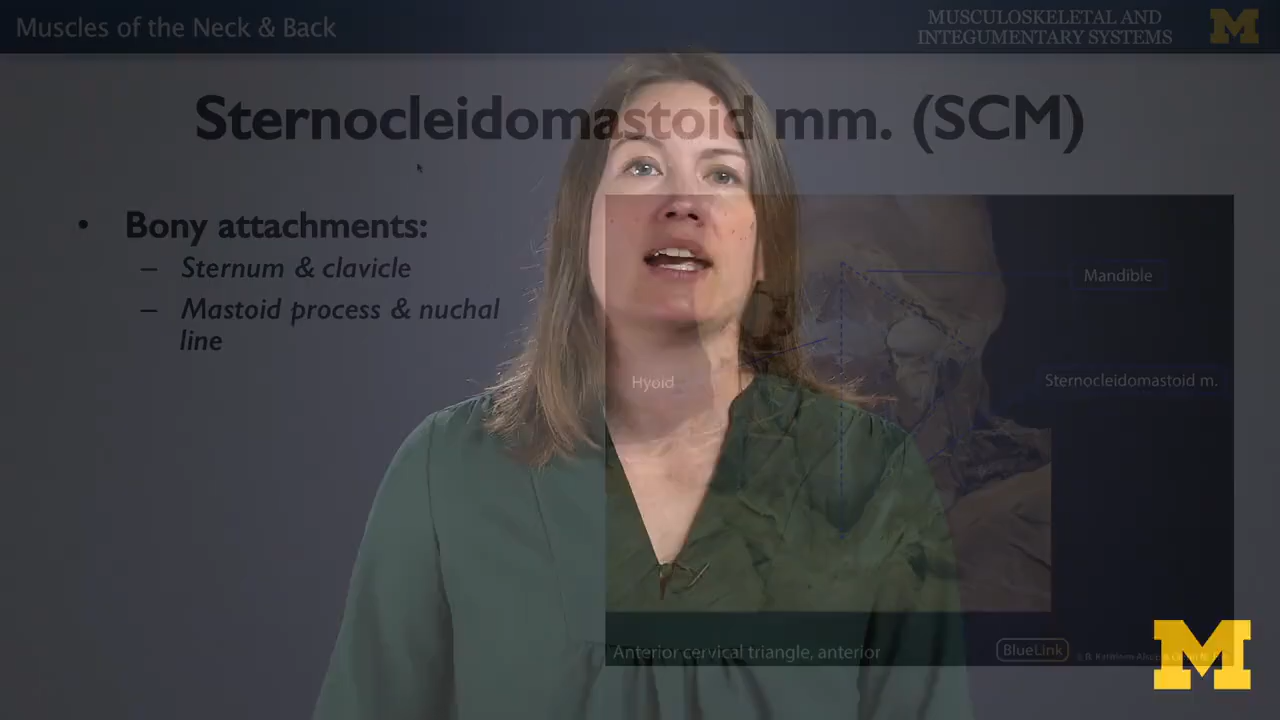 Muscles of the Neck & Back
MUSCULOSKELETAL AND
INTEGUMENTARY SYSTEMS
M
Sternocleidomastoid mm. (SCM)
• Bony attachments:
– Sternum & clavicle
– Mastoid process & nuchal
line
Mandible
Sternocleidomastoid m.
Hyoid
Anterior cervical triangle, anterior
BlueLink
M